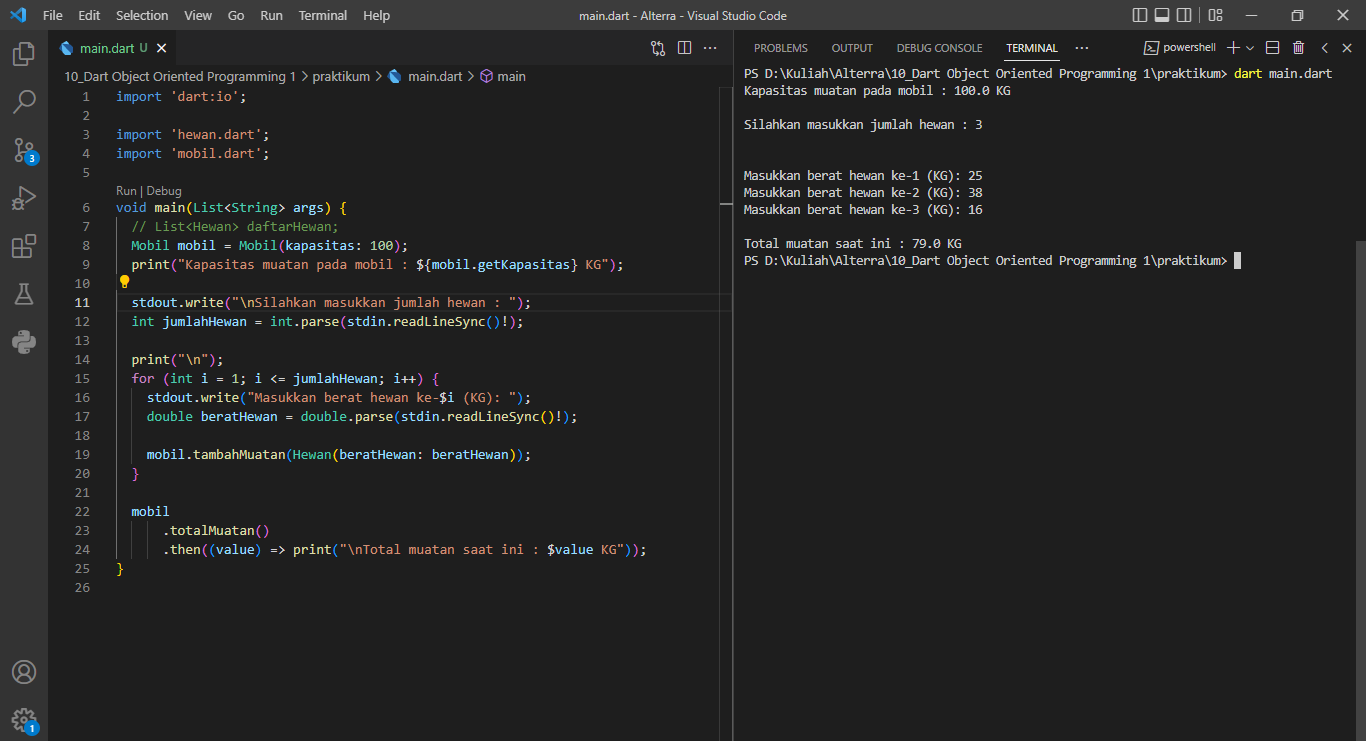 File Edit Selection View Go Run Terminal Help
main.dart - Alterra - Visual Studio Code
main.dart U
10_Dart Object Oriented Programming 1 > praktikum > main.dart > main
1 import 'dart:io';
2
3 import 'hewan.dart';
4 import 'mobil.dart';
5
Run | Debug
6 void main(List<String> args) {
7 // List<Hewan> daftarHewan;
8 Mobil mobil = Mobil(kapasitas: 100);
9 print("Kapasitas muatan pada mobil : ${mobil.getKapasitas} KG");
10
11 stdout.write("\nSilahkan masukkan jumlah hewan : ");
12 int jumlahHewan = int.parse(stdin.readLineSync()!);
13
14 print("\n");
15 for (int i = 1; i <= jumlahHewan; i++) {
16 stdout.write("Masukkan berat hewan ke-$i (KG): ");
17 double beratHewan = double.parse(stdin.readLineSync()!);
18
19 mobil.tambahMuatan(Hewan(beratHewan: beratHewan));
20 }
21
22 mobil
23 .totalMuatan()
24 .then((value) => print("\nTotal muatan saat ini : $value KG"));
25 }
26
3
1
PROBLEMS OUTPUT DEBUG CONSOLE TERMINAL ··· powershell
PS D:\Kuliah\Alterra\10_Dart Object Oriented Programming 1\praktikum> dart main.dart
Kapasitas muatan pada mobil : 100.0 KG
Silahkan masukkan jumlah hewan : 3
Masukkan berat hewan ke-1 (KG): 25
Masukkan berat hewan ke-2 (KG): 38
Masukkan berat hewan ke-3 (KG): 16
Total muatan saat ini : 79.0 KG
PS D:\Kuliah\Alterra\10_Dart Object Oriented Programming 1\praktikum>